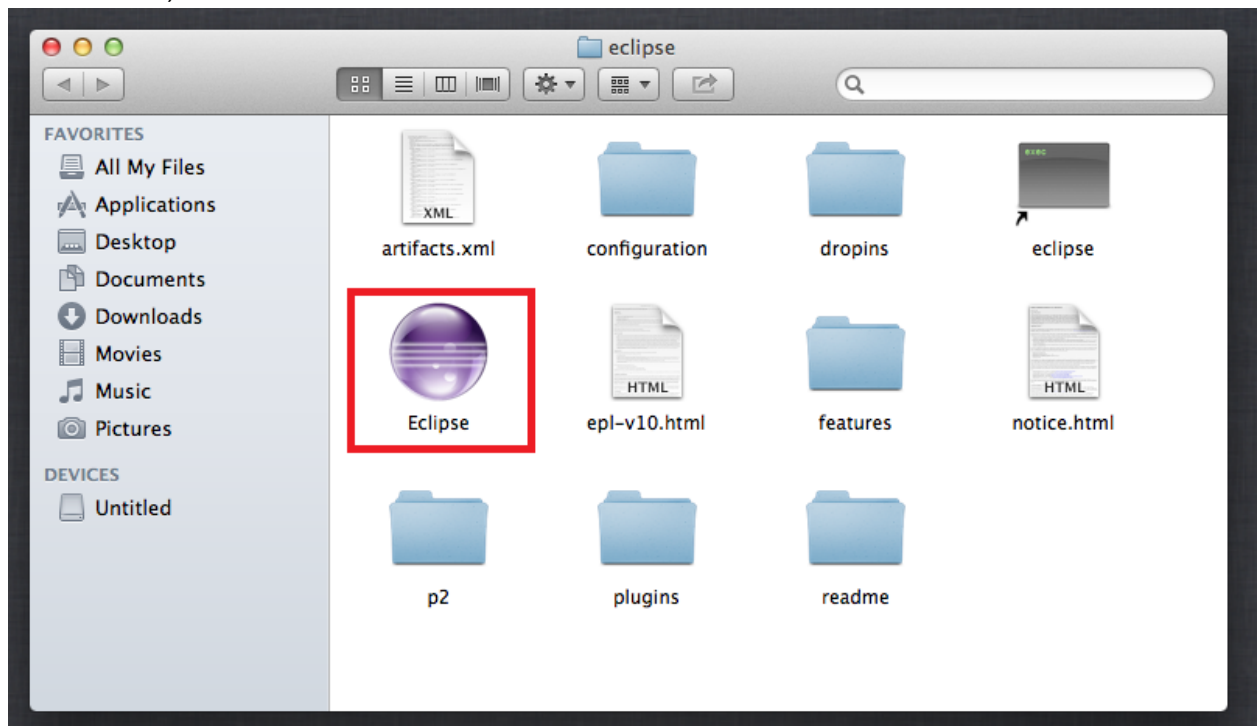 eclipse
FAVORITES
All My Files
Applications
Desktop
Documents
Downloads
Movies
Music
Pictures
DEVICES
Untitled
XML
exec
artifacts.xml configuration dropins eclipse
HTML HTML
Eclipse epl-v10.html features notice.html
p2 plugins readme